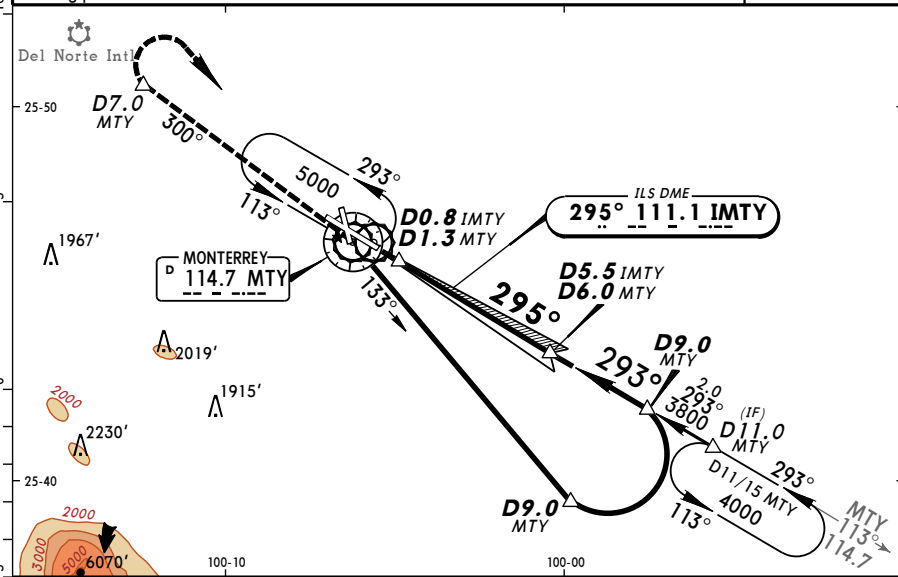 Del Norte Intl
25-50
D7.0
MTY
300°
5000
293°
113°
1967'
MONTERREY
D 114.7 MTY
D0.8 IMTY
D1.3 MTY
ILS DME
295° 111.1 IMTY
133°
295°
D5.5 IMTY
D6.0 MTY
2019'
D9.0
MTY
293°
2.0
293°
3800
(IF)
D11.0
MTY
2000
1915'
2230'
25-40
D9.0
MTY
D11/15 MTY
4000
293°
113°
MTY
113°
114.7
2000
3000
5000
6070'
100-10
100-00